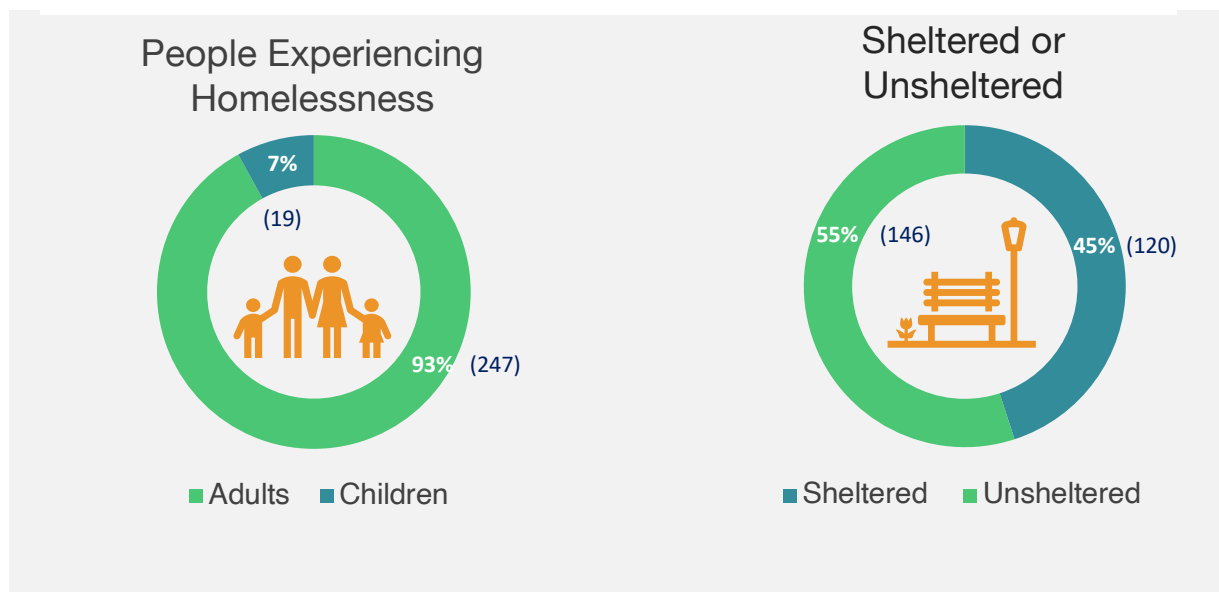 People Experiencing
Homelessness
7%
(19)
93% (247)
Adults Children
Sheltered or
Unsheltered
55% (146)
45% (120)
Sheltered Unsheltered